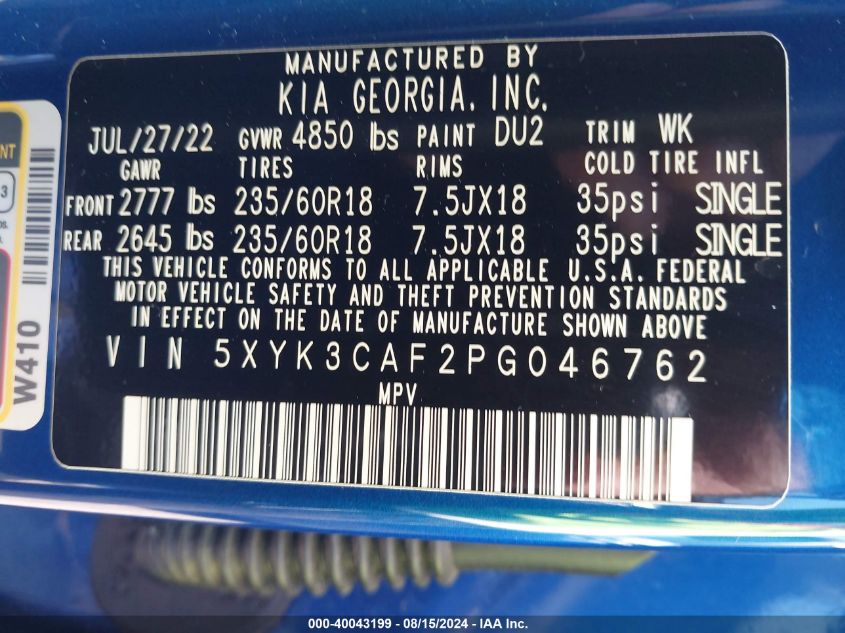 MANUFACTURED BY
KIA GEORGIA, INC.
JUL/27/22 GVWR 4850 lbs PAINT DU2 TRIM WK
GAWR TIRES RIMS COLD TIRE INFL
FRONT 2777 lbs 235/60R18 7.5JX18 35psi SINGLE
REAR 2645 lbs 235/60R18 7.5JX18 35psi SINGLE
THIS VEHICLE CONFORMS TO ALL APPLICABLE U.S.A. FEDERAL
MOTOR VEHICLE SAFETY AND THEFT PREVENTION STANDARDS
IN EFFECT ON THE DATE OF MANUFACTURE SHOWN ABOVE
VIN 5XYK3CAF2PG046762
MPV
W410
000-40043199 - 08/15/2024 - IAA Inc.